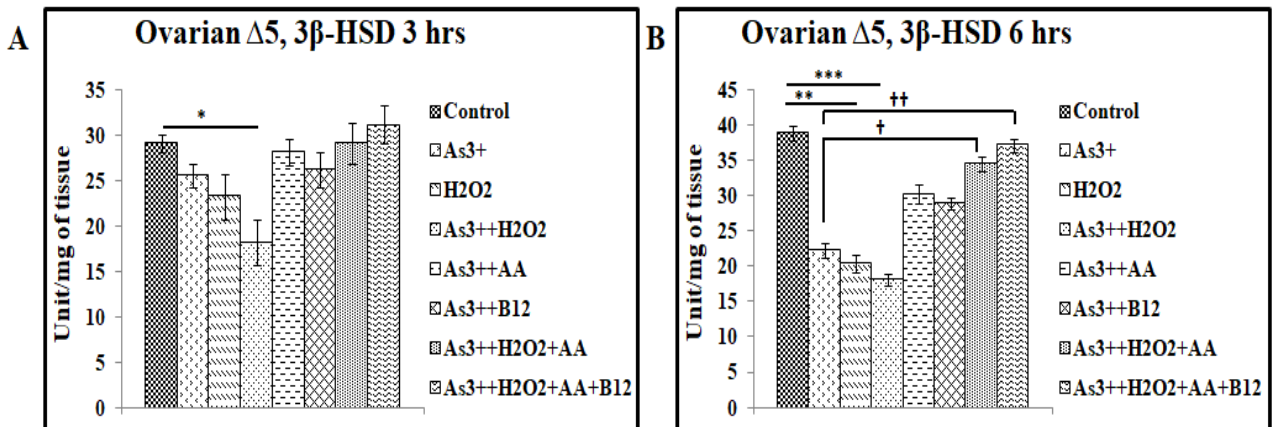 A
Ovarian Δ5, 3β-HSD 3 hrs
Unit/mg of tissue
35
30
25
20
15
10
5
0
*
Control
As3+
H2O2
As3++H2O2
As3++AA
As3++B12
As3++H2O2+AA
As3++H2O2+AA+B12
B
Ovarian Δ5, 3β-HSD 6 hrs
Unit/mg of tissue
45
40
35
30
25
20
15
10
5
0
***
**
††
†
Control
As3+
H2O2
As3++H2O2
As3++AA
As3++B12
As3++H2O2+AA
As3++H2O2+AA+B12